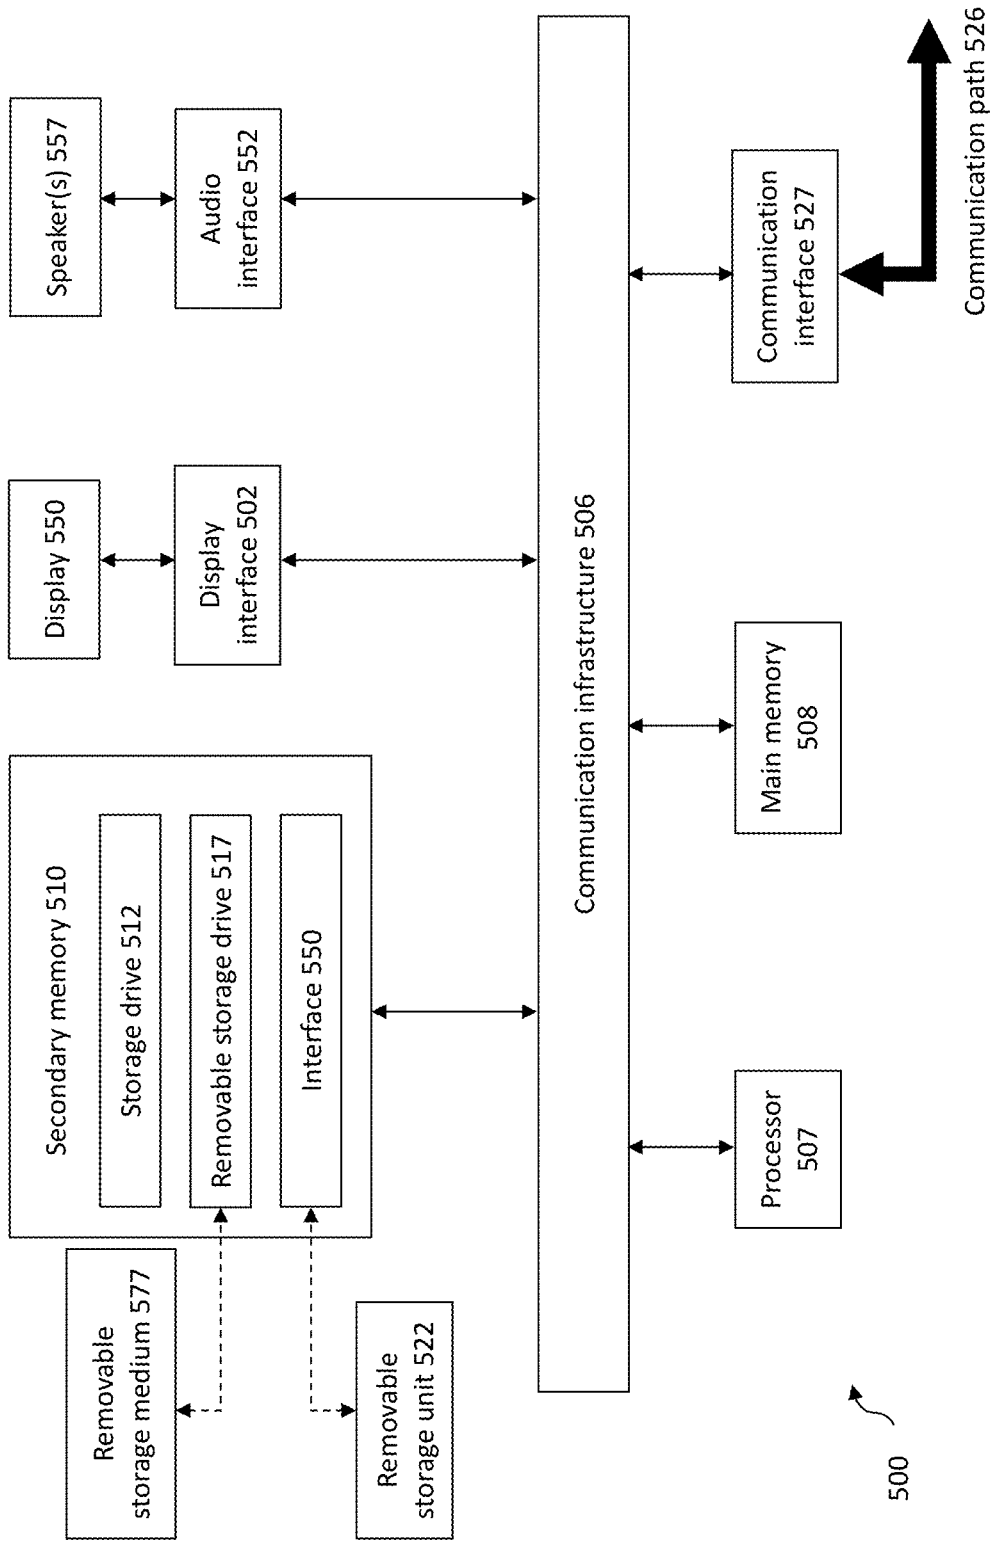 500
Processor
507
Main memory
508
Communication
interface 527
Communication path 526
Communication infrastructure 506
Removable
storage medium 577
Removable
storage unit 522
Secondary memory 510
Storage drive 512
Removable storage drive 517
Interface 550
Display 550
Display
interface 502
Speaker(s) 557
Audio
interface 552